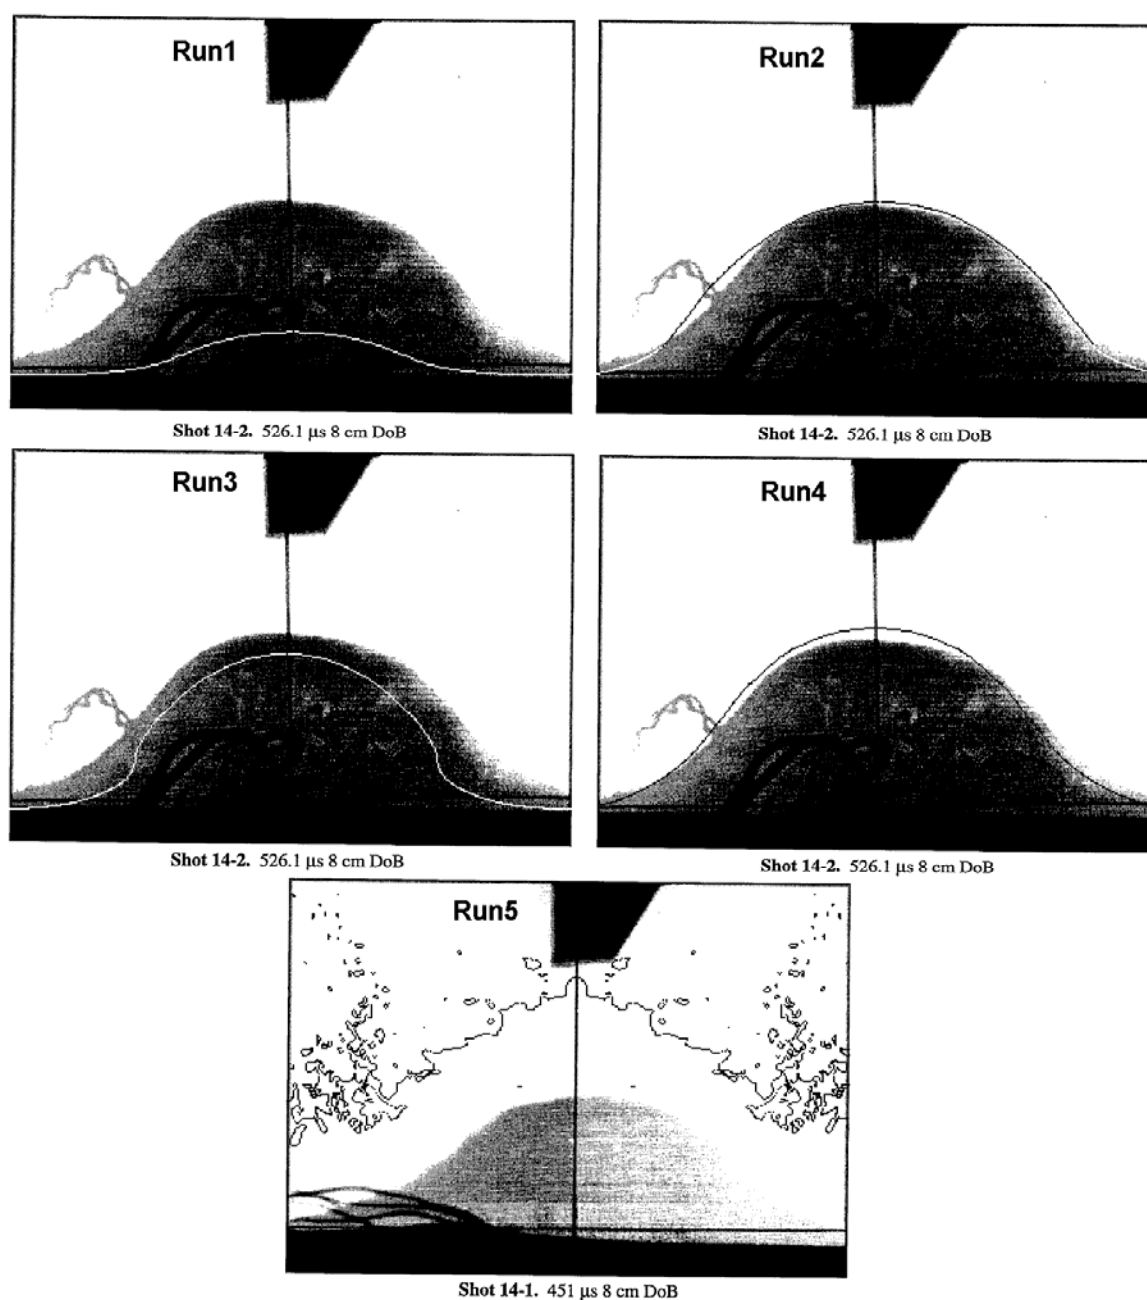 Run1
Run2
Shot 14-2. 526.1 μs 8 cm DoB
Shot 14-2. 526.1 μs 8 cm DoB
Run3
Run4
Shot 14-2. 526.1 μs 8 cm DoB
Shot 14-2. 526.1 μs 8 cm DoB
Run5
Shot 14-1. 451 μs 8 cm DoB